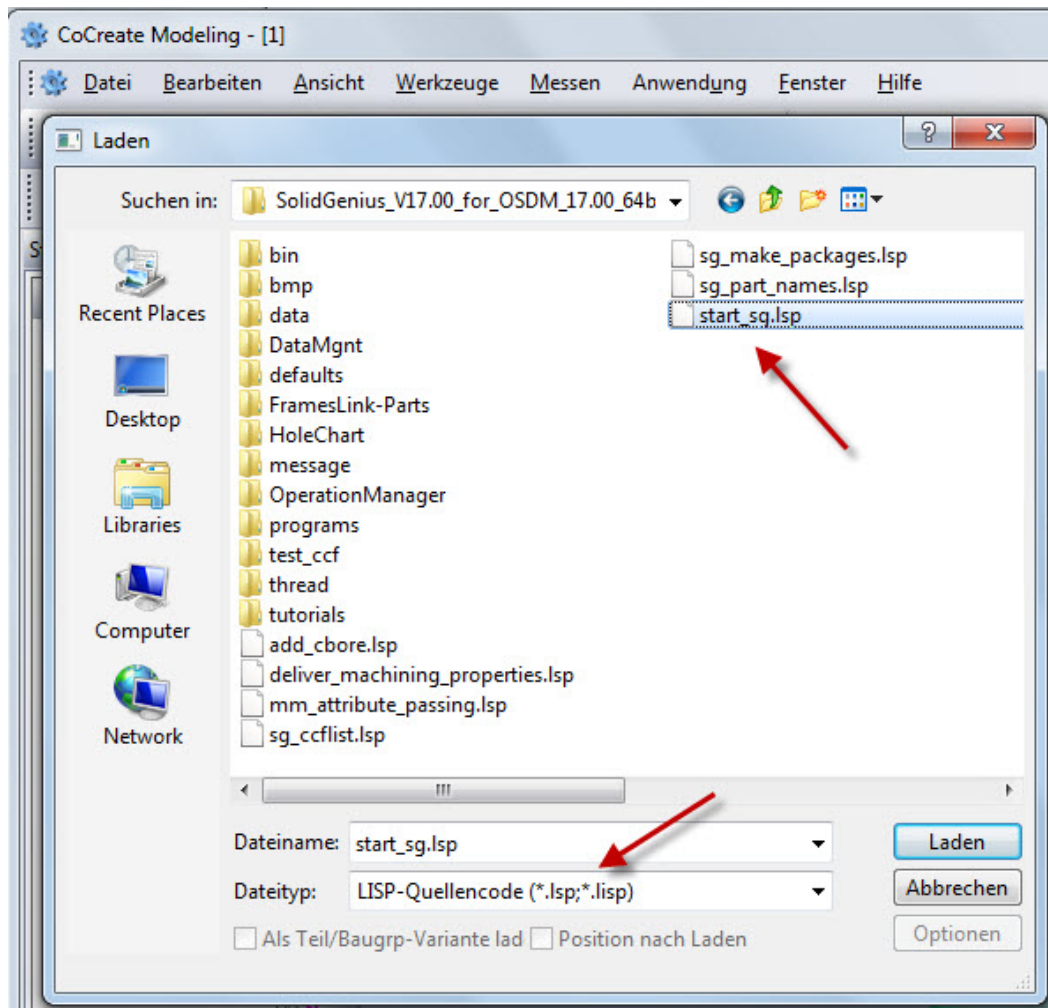 CoCreate Modeling - [1]
Datei Bearbeiten Ansicht Werkzeuge Messen Anwendung Fenster Hilfe
Laden
Suchen in: SolidGenius_V17.00_for_OSDM_17.00_64b
Recent Places
Desktop
Libraries
Computer
Network
bin
bmp
data
DataMgnt
defaults
FramesLink-Parts
HoleChart
message
OperationManager
programs
test_ccf
thread
tutorials
add_cbore.lsp
deliver_machining_properties.lsp
mm_attribute_passing.lsp
sg_ccflist.lsp
sg_make_packages.lsp
sg_part_names.lsp
start_sg.lsp
Dateiname: start_sg.lsp Laden
Dateityp: LISP-Quellencode (*.lsp;*.lisp) Abbrechen
Als Teil/Baugrp-Variante lad Position nach Laden Optionen